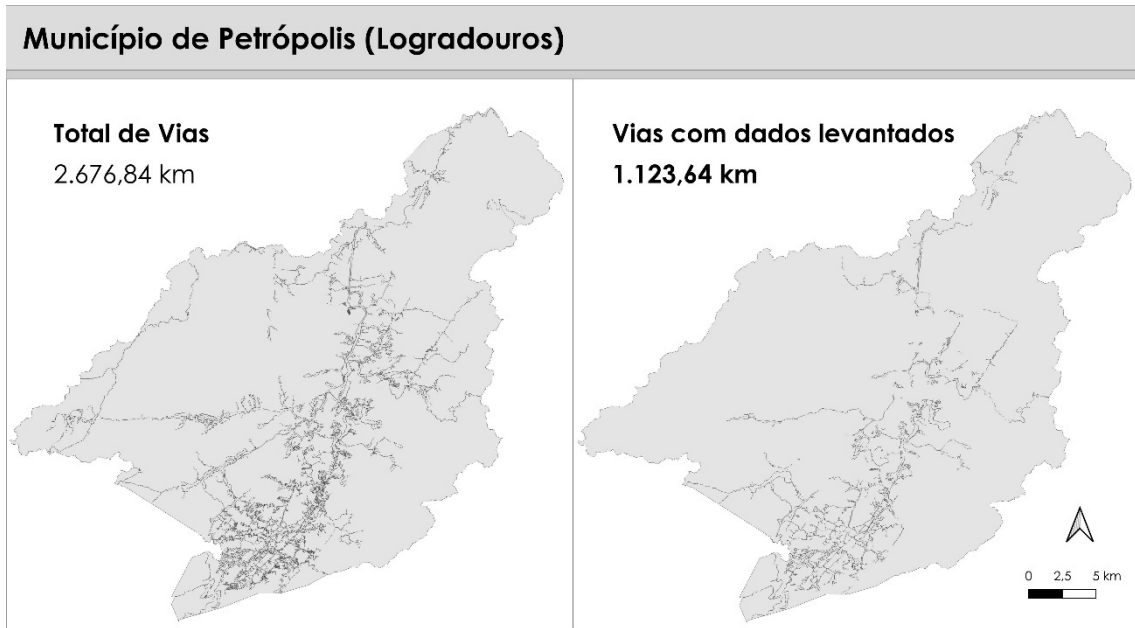 Município de Petrópolis (Logradouros)
Total de Vias
2.676,84 km
Vias com dados levantados
1.123,64 km
0 2,5 5 km